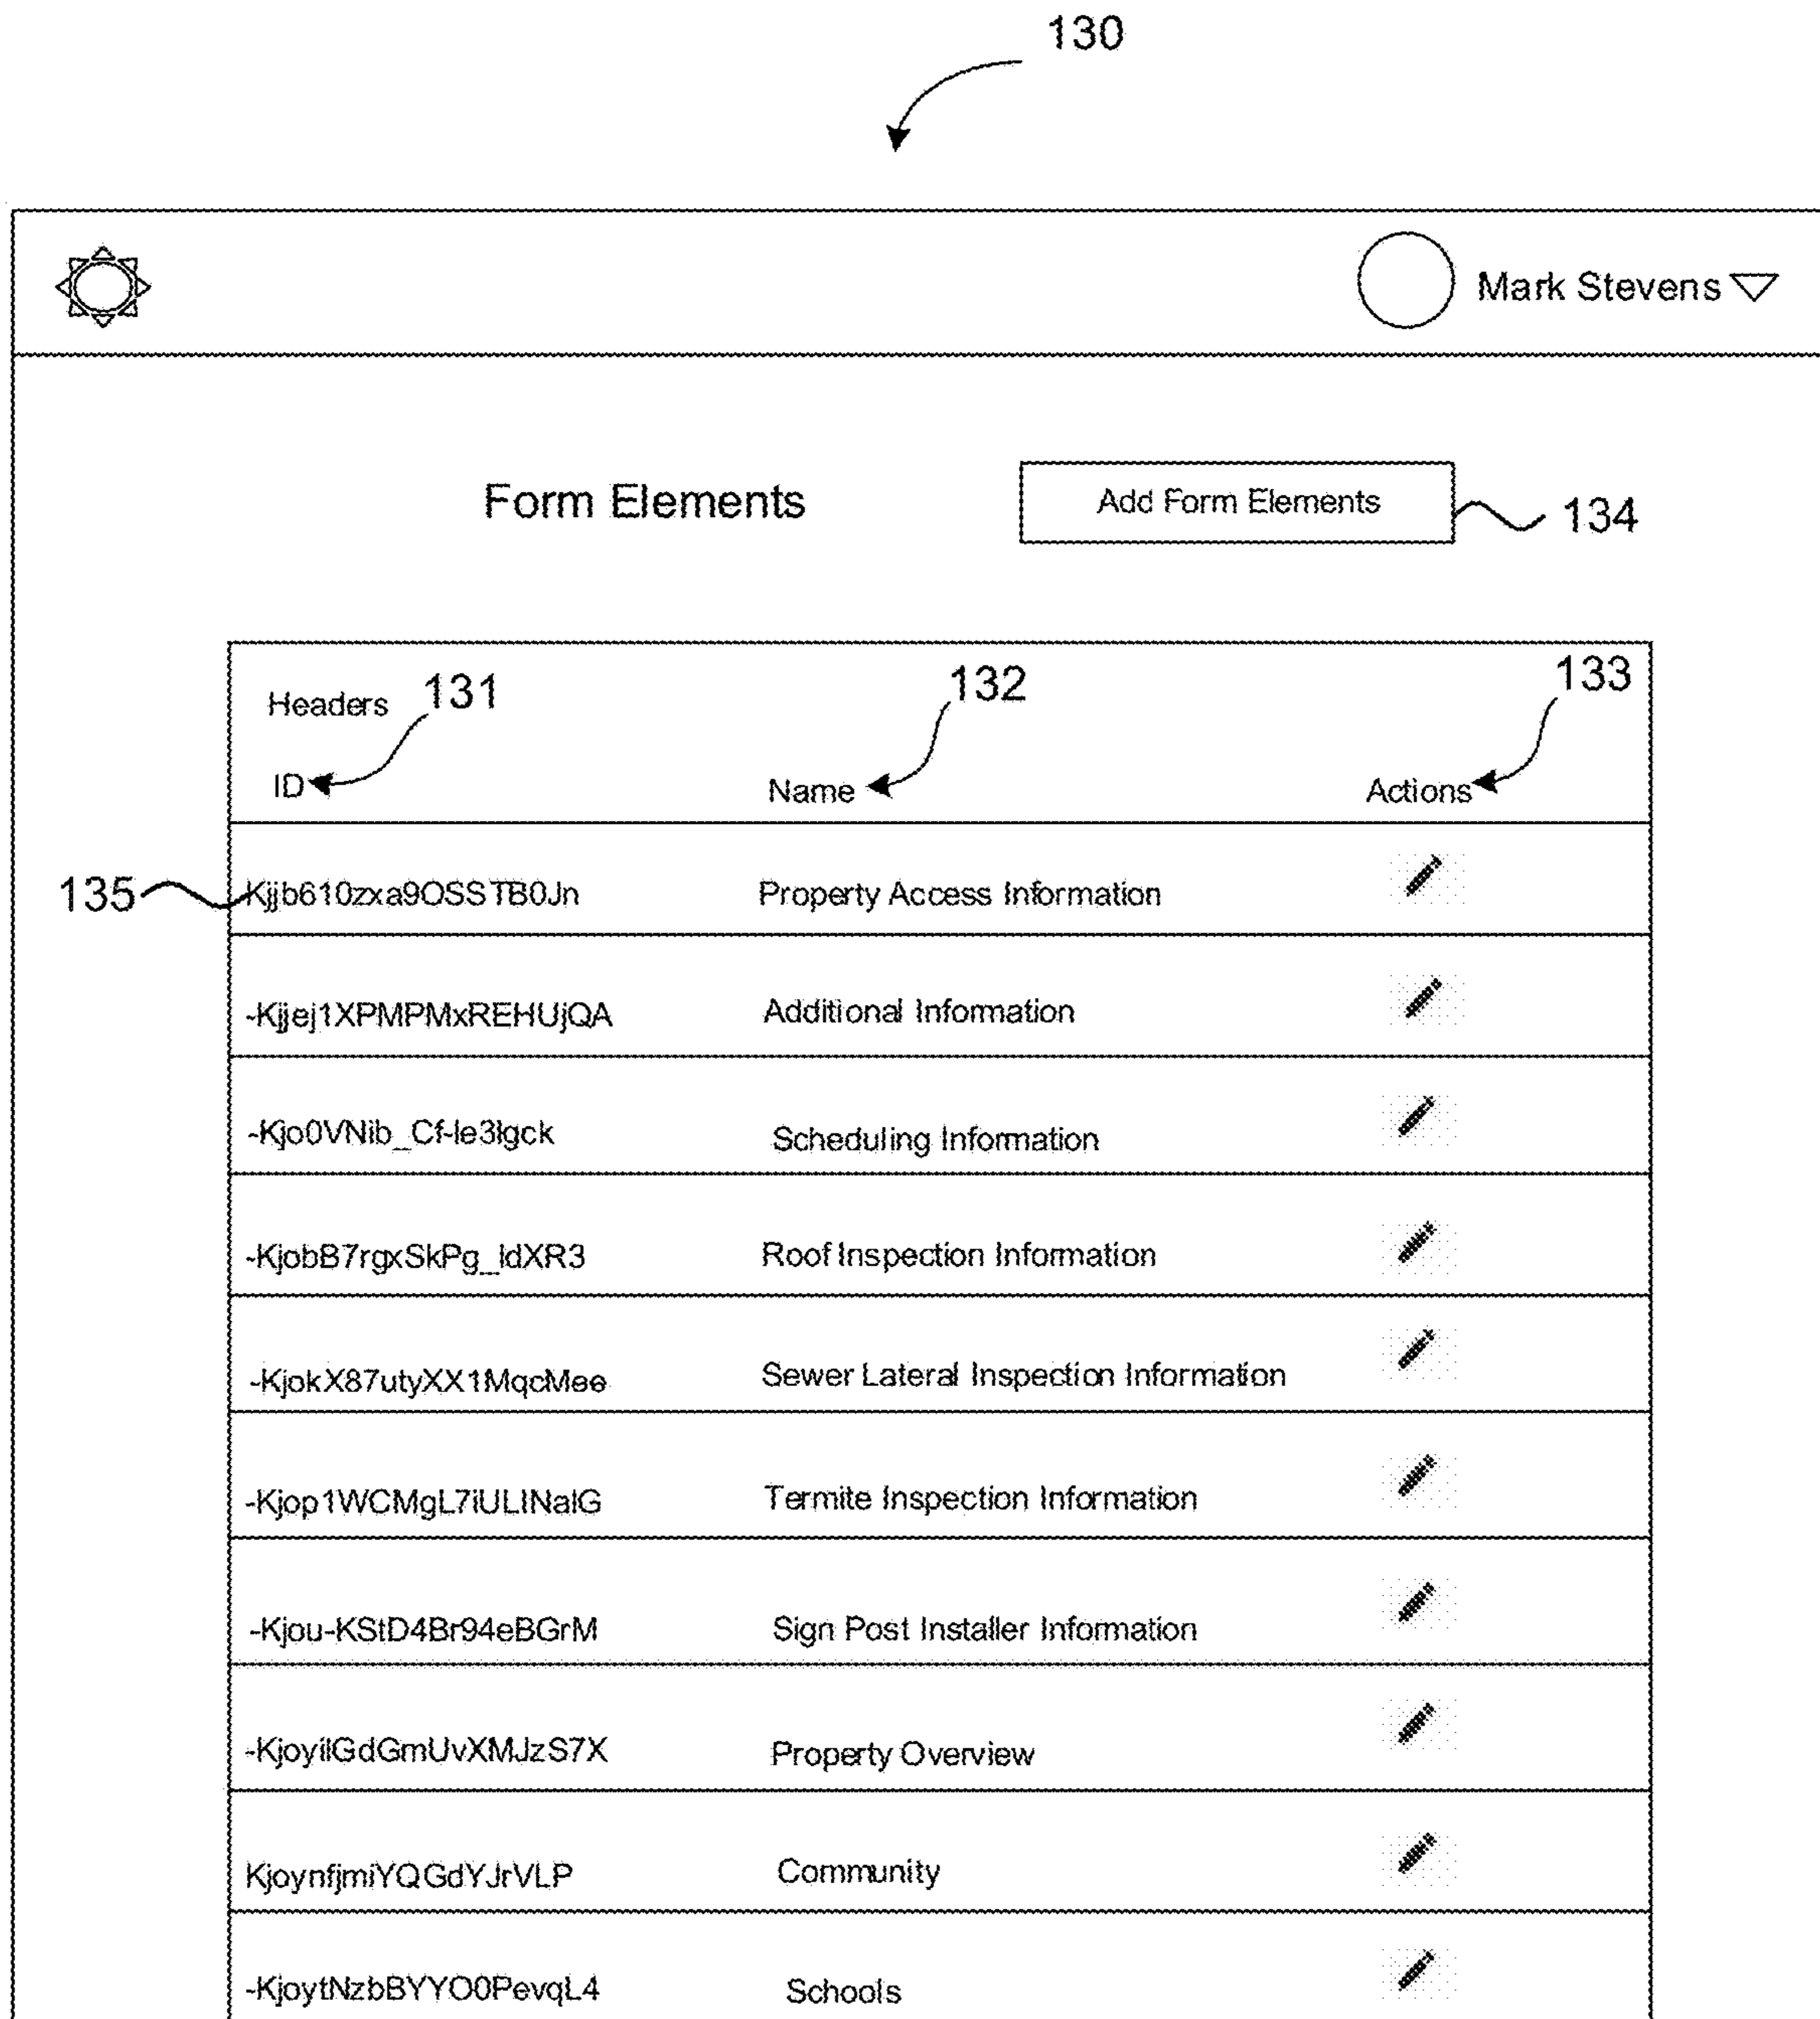 130
Mark Stevens
Form Elements
Add Form Elements
134
Headers
131
132
133
ID
Name
Actions
135
Kjjb610zxa9OSSTB0Jn
Property Access Information
-Kjjej1XPMPMxREHUjQA
Additional Information
-Kjo0VNib_Cf-le3lgck
Scheduling Information
-KjobB7rgxSkPg_ldXR3
Roof Inspection Information
-KjokX87utyXX1MqcMee
Sewer Lateral Inspection Information
-Kjop1WCMgL7iULINalG
Termite Inspection Information
-Kjou-KStD4Br94eBGrM
Sign Post Installer Information
-KjoyilGdGmUvXMJzS7X
Property Overview
KjoynfjmiYQGdYJrVLP
Community
-KjoytNzbBYYO0PevqL4
Schools